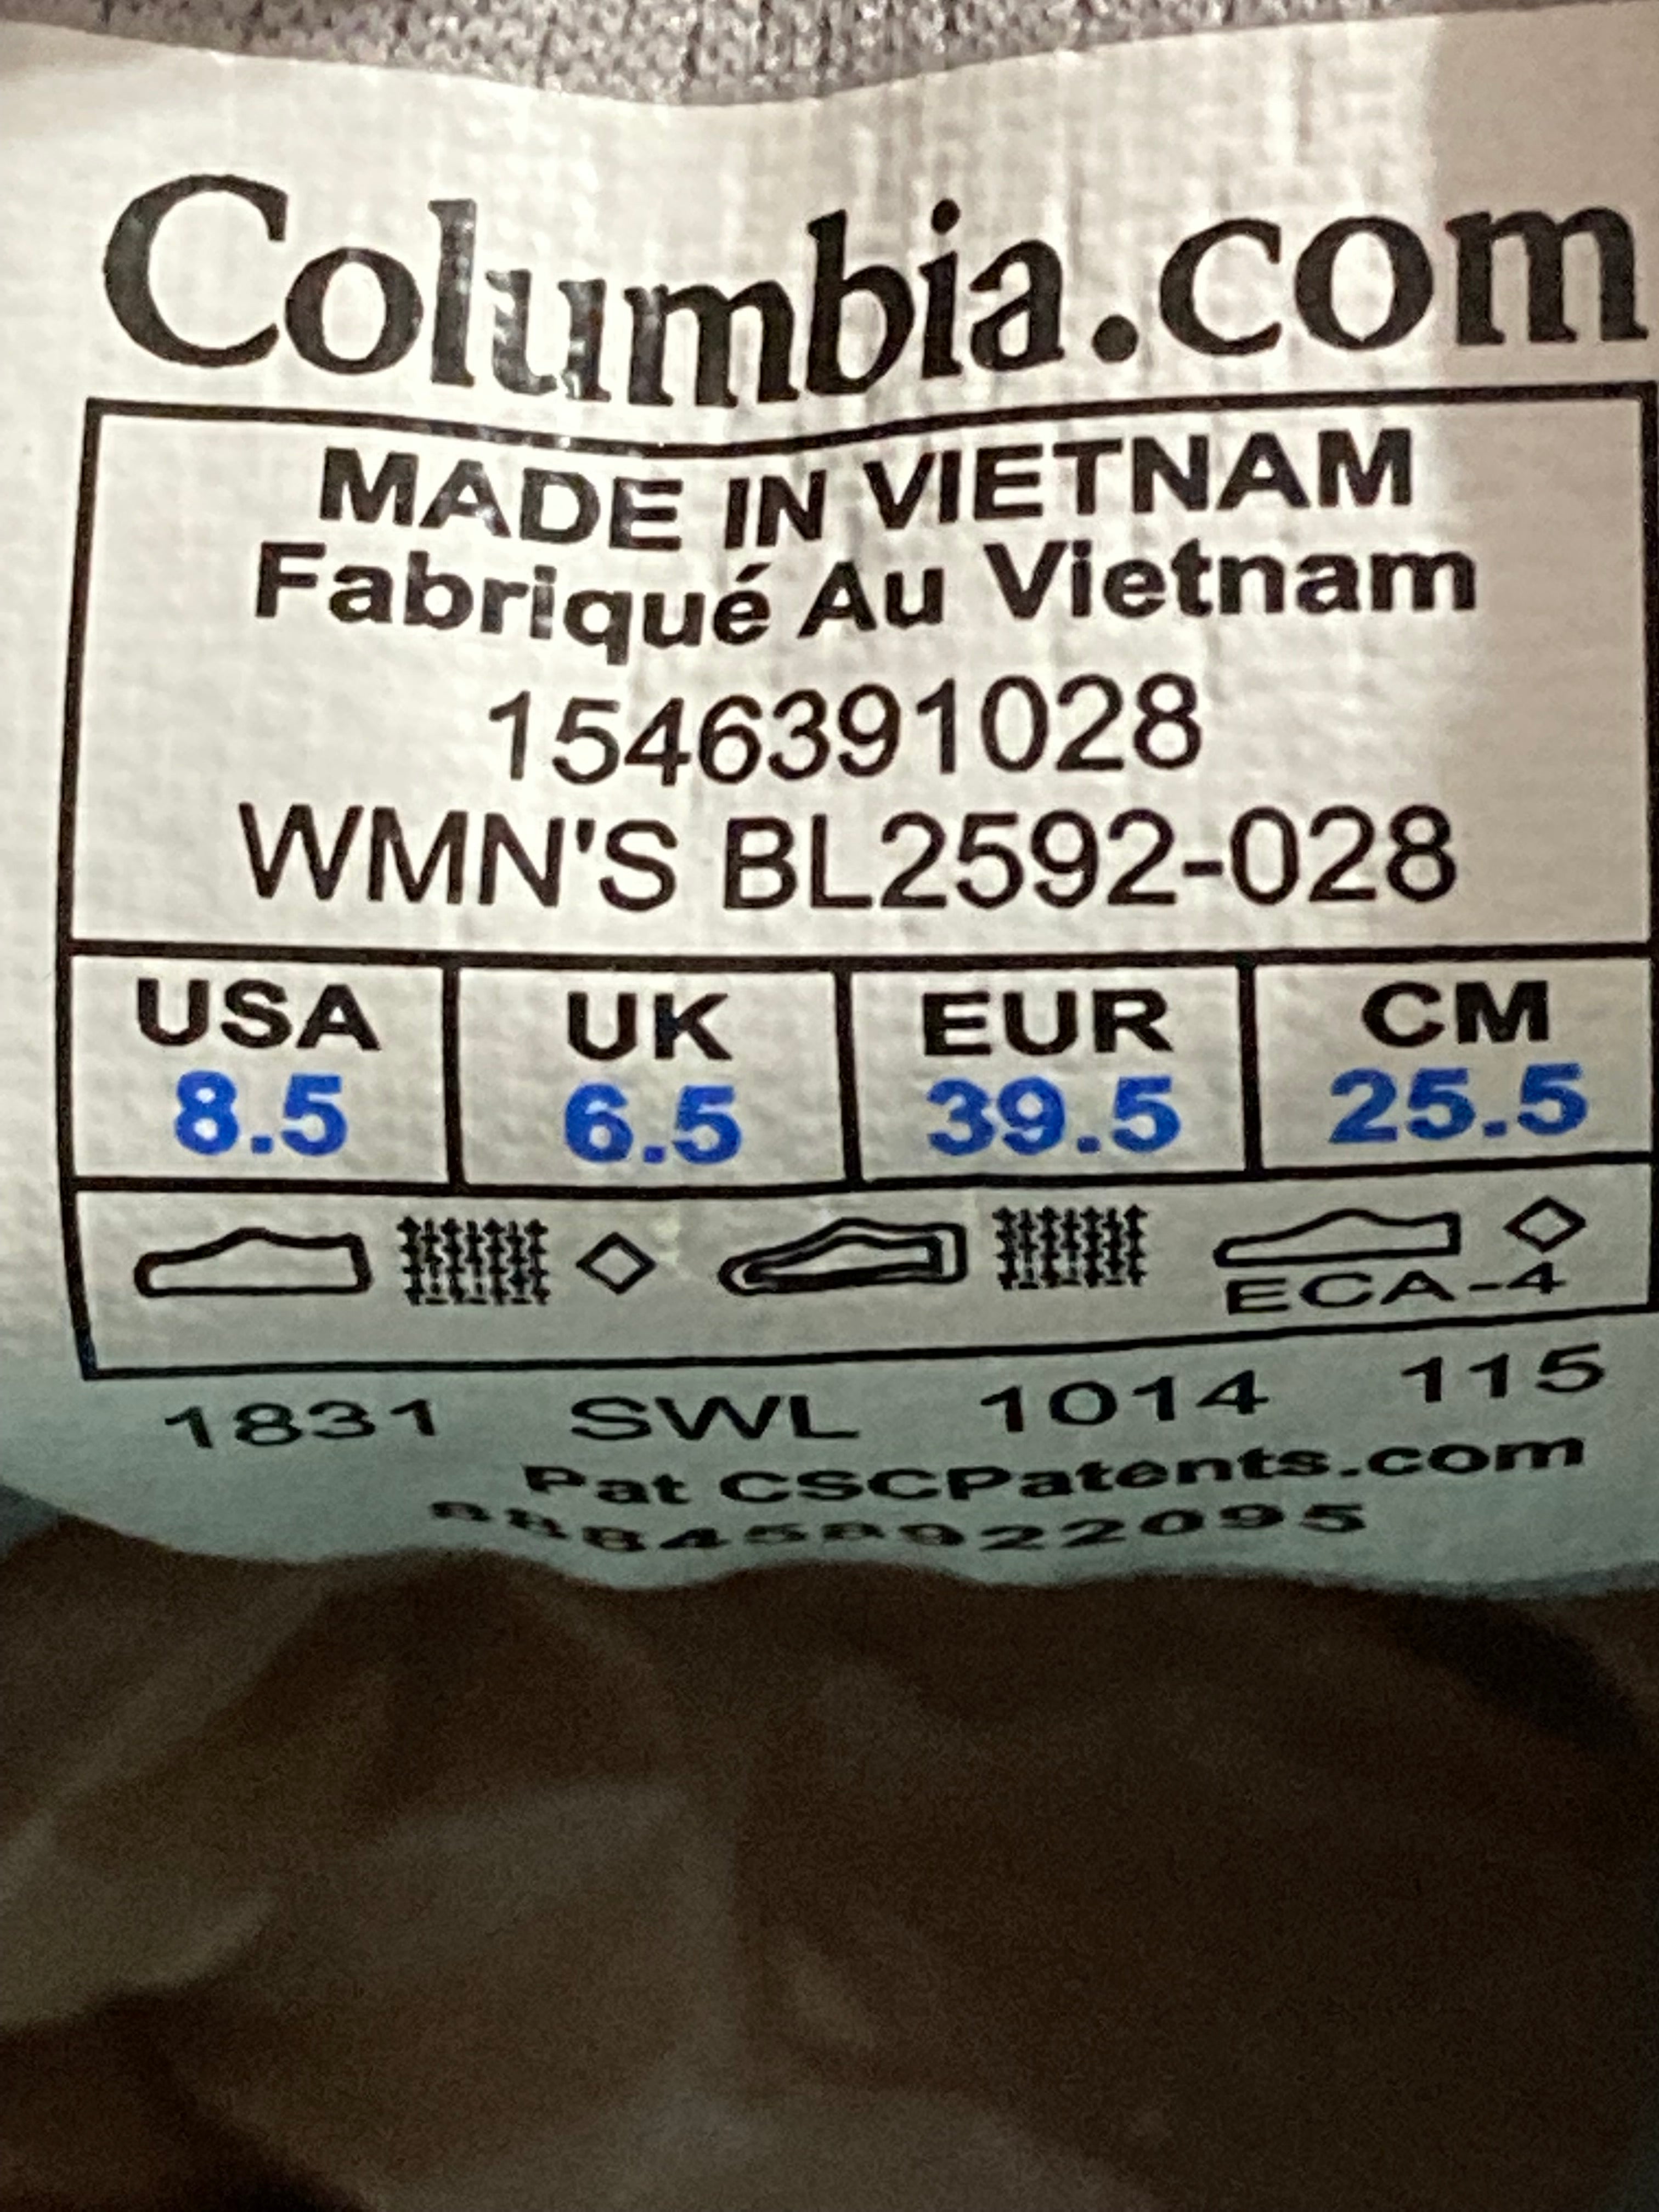 Columbia.com
MADE IN VIETNAM
Fabriqué Au Vietnam
1546391028
WMN'S BL2592-028
USA UK EUR CM
8.5 6.5 39.5 25.5
ECA-4
1831 SWL 1014 115
Pat CSCPatents.com